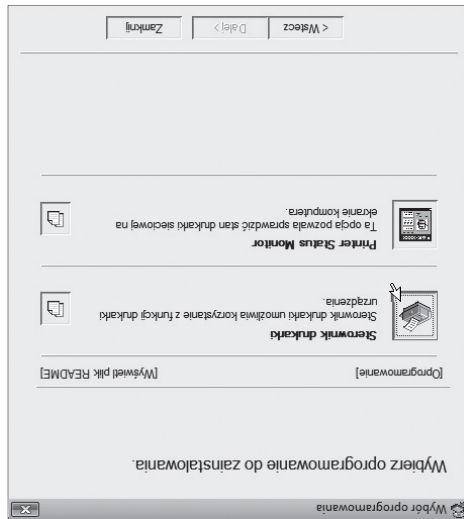 Wybór oprogramowania
Wybierz oprogramowanie do zainstalowania.
[Oprogramowanie] [Wyświetl plik README]
Sterownik drukarki
Sterownik drukarki umożliwia korzystanie z funkcji drukarki
urządzenia.
Printer Status Monitor
Ta opcja pozwala sprawdzić stan drukarki sieciowej na
ekranie komputera.
< Wstecz Dalej > Zamknij